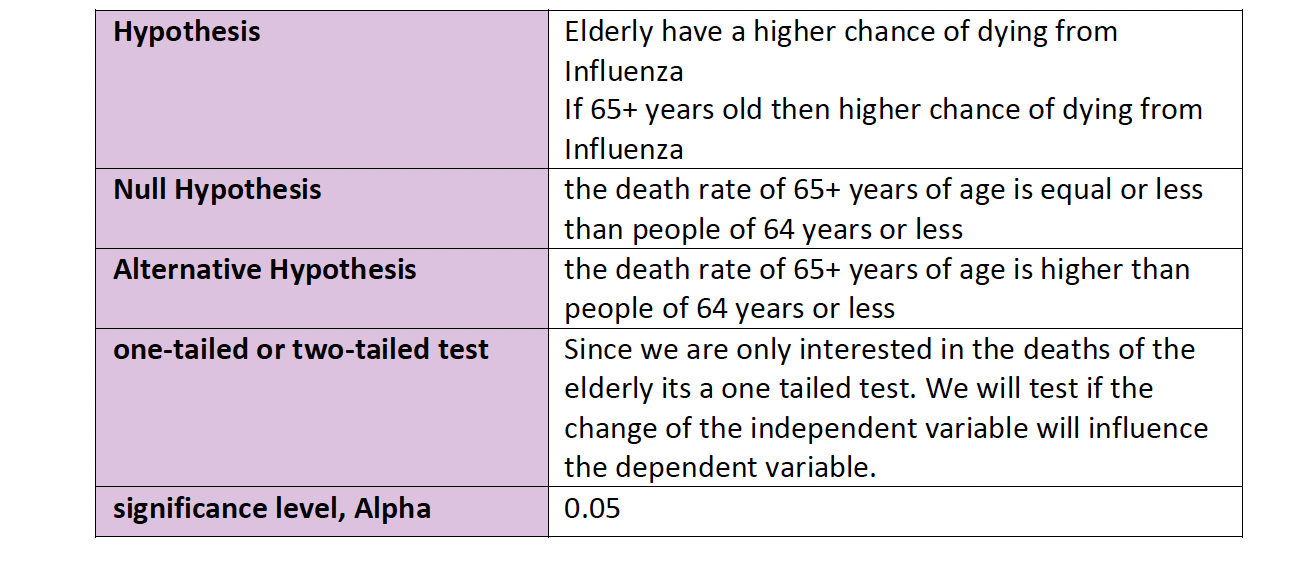 Hypothesis
Elderly have a higher chance of dying from
Influenza
If 65+ years old then higher chance of dying from
Influenza
Null Hypothesis
the death rate of 65+ years of age is equal or less
than people of 64 years or less
Alternative Hypothesis
the death rate of 65+ years of age is higher than
people of 64 years or less
one-tailed or two-tailed test
Since we are only interested in the deaths of the
elderly its a one tailed test. We will test if the
change of the independent variable will influence
the dependent variable.
significance level, Alpha
0.05